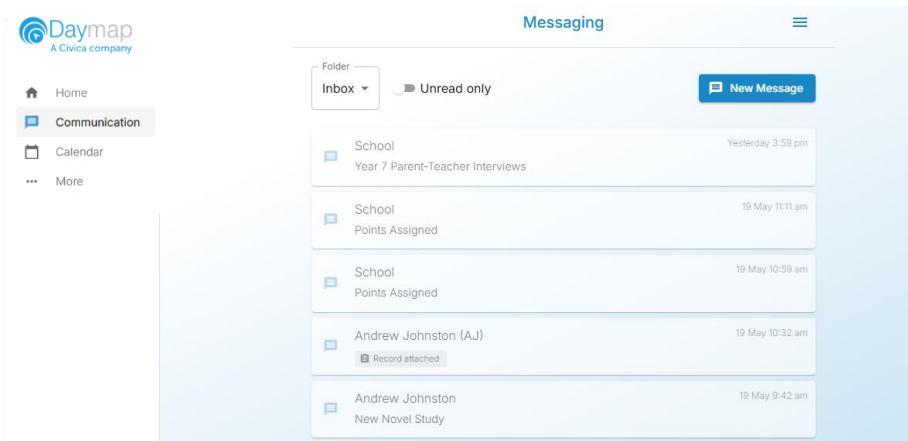 Daymap
A Civica company
Home
Communication
Calendar
More
Messaging
Folder
Inbox
Unread only
New Message
School
Yesterday 3:59 pm
Year 7 Parent-Teacher Interviews
School
19 May 11:11 am
Points Assigned
School
19 May 10:59 am
Points Assigned
Andrew Johnston (AJ)
19 May 10:32 am
Record attached
Andrew Johnston
19 May 9:42 am
New Novel Study